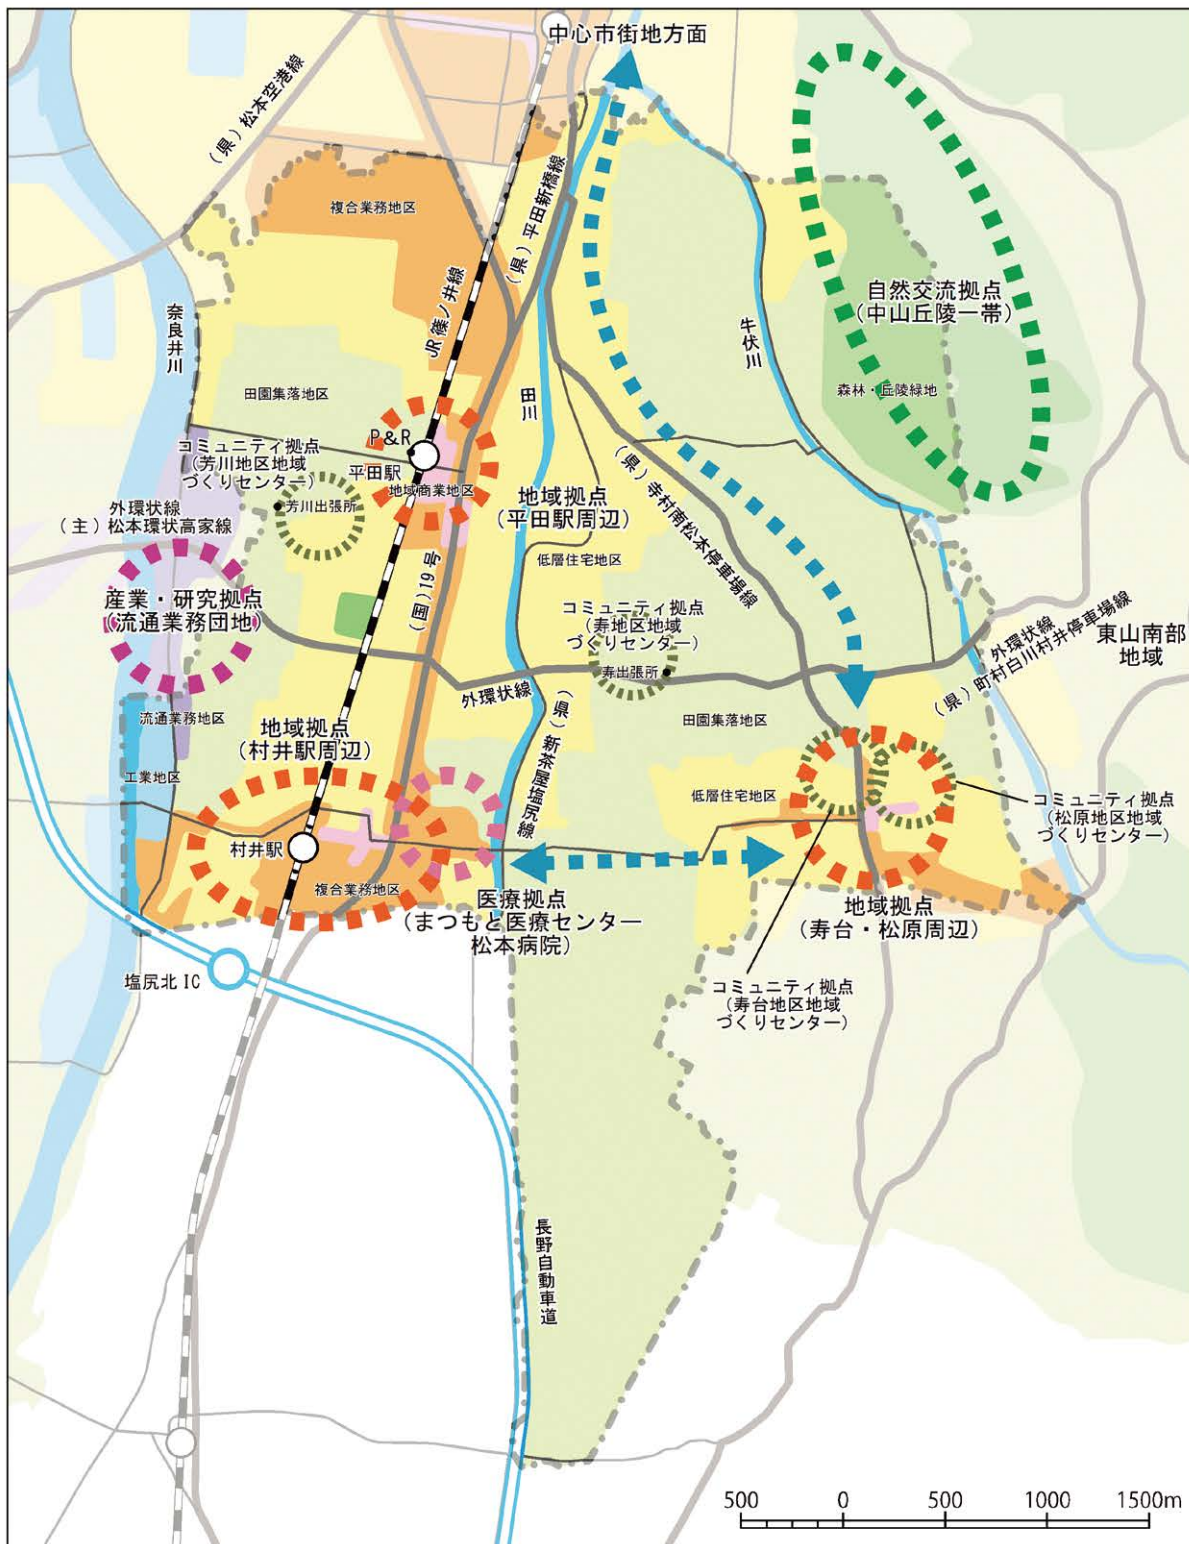 中心市街地方面
（県）松本空港線
複合業務地区
（県）平田新橋線
JR篠ノ井線
奈良井川
牛伏川
自然交流拠点
（中山丘陵一帯）
森林・丘陵緑地
田園集落地区
田川
P&R
平田駅
地域商業地区
コミュニティ拠点
（芳川地区地域
づくりセンター）
芳川出張所
地域拠点
（平田駅周辺）
（県）寺村南松本停車場線
外環状線
（主）松本環状高家線
低層住宅地区
（国）19号
産業・研究拠点
（流通業務団地）
コミュニティ拠点
（寿地区地域
づくりセンター）
寿出張所
外環状線
（県）町村白川村井停車場線
東山南部
地域
外環状線
流通業務地区
田園集落地区
地域拠点
（村井駅周辺）
（県）新茶屋塩尻線
工業地区
低層住宅地区
コミュニティ拠点
（松原地区地域
づくりセンター）
村井駅
複合業務地区
医療拠点
（まつもと医療センター
松本病院）
地域拠点
（寿台・松原周辺）
塩尻北IC
コミュニティ拠点
（寿台地区地域
づくりセンター）
長野自動車道
500 0 500 1000 1500m